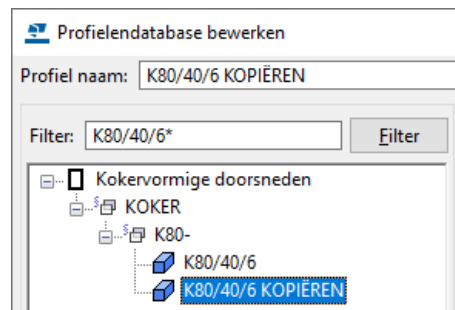 Profielendatabase bewerken
Profiel naam: K80/40/6 KOPIËREN
Filter: K80/40/6* Filter
Kokervormige doorsneden
KOKER
K80-
K80/40/6
K80/40/6 KOPIËREN